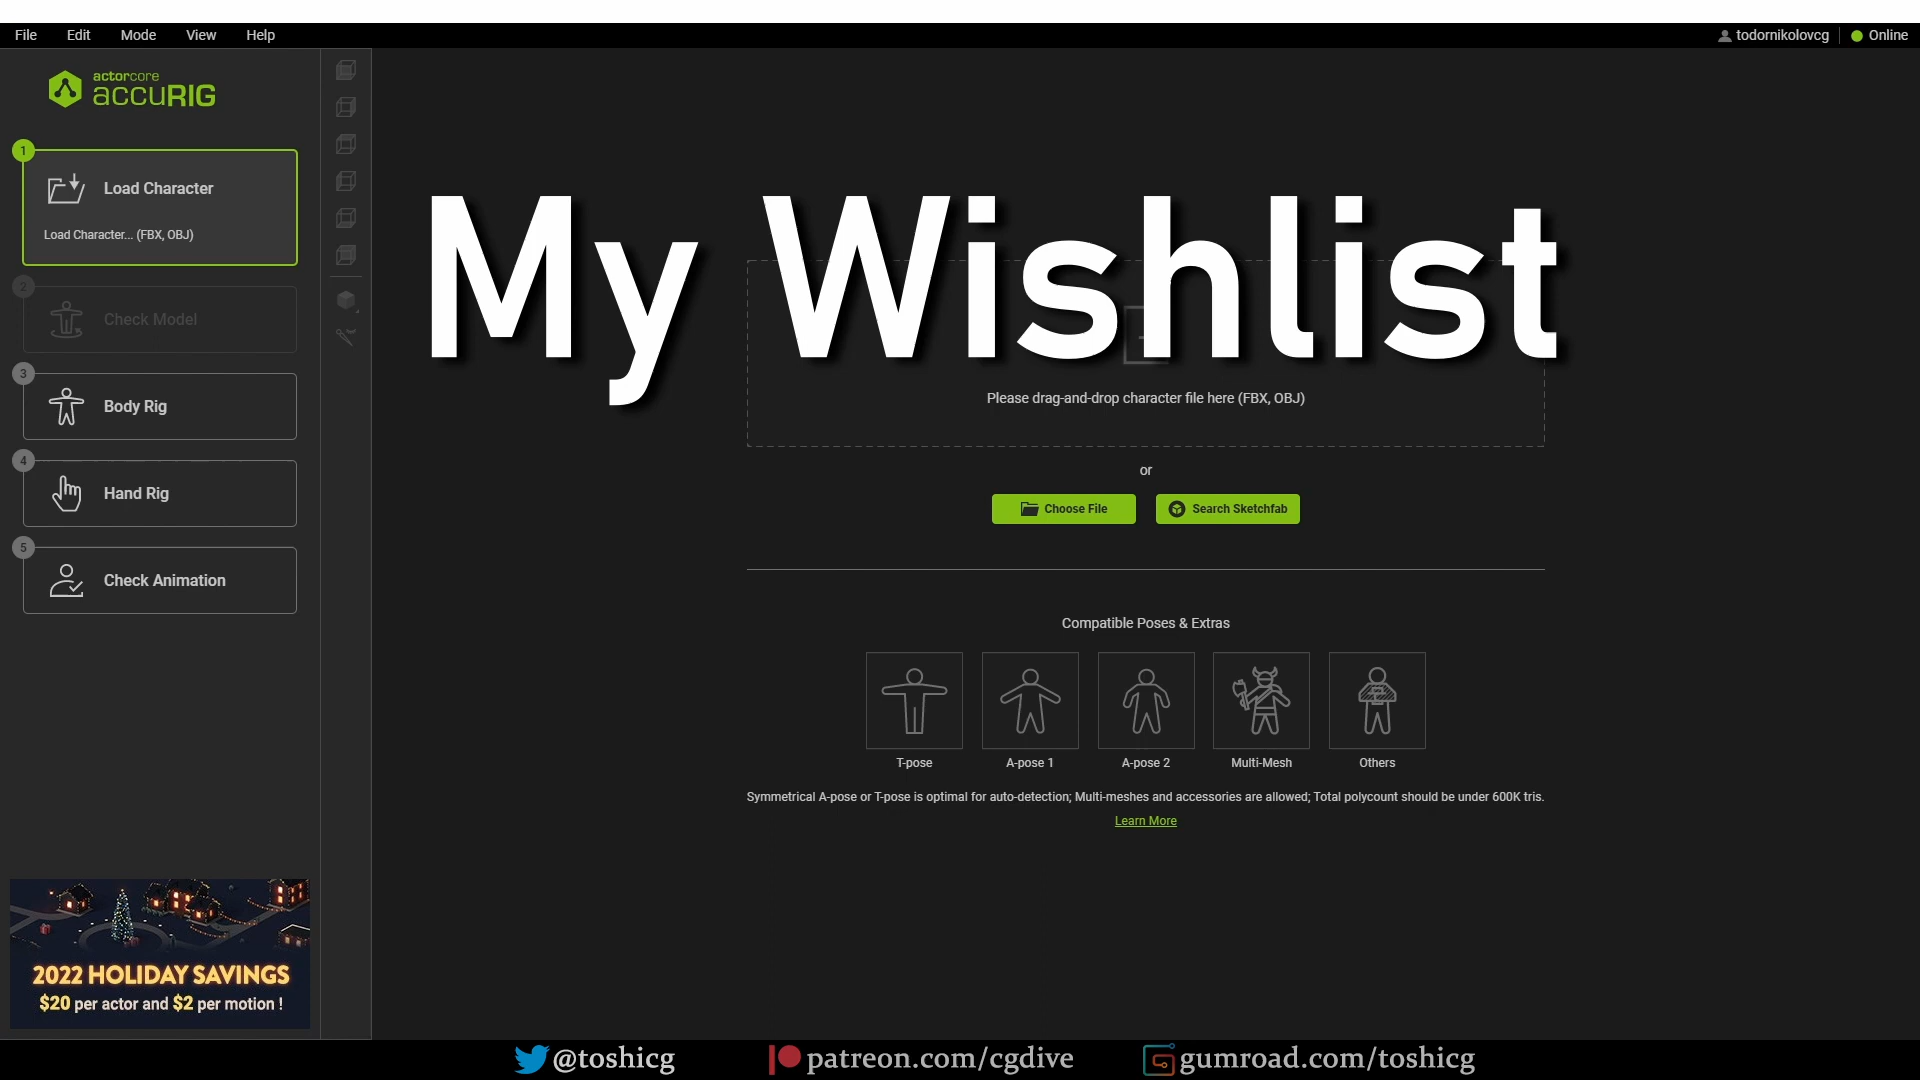 File Edit Mode View Help
todornikolovcg Online
actorcore
accuRIG
1
Load Character
Load Character... (FBX, OBJ)
2
Check Model
3
Body Rig
4
Hand Rig
5
Check Animation
2022 HOLIDAY SAVINGS
$20 per actor and $2 per motion !
My Wishlist
Please drag-and-drop character file here (FBX, OBJ)
or
Choose File Search Sketchfab
Compatible Poses & Extras
T-pose A-pose 1 A-pose 2 Multi-Mesh Others
Symmetrical A-pose or T-pose is optimal for auto-detection; Multi-meshes and accessories are allowed; Total polycount should be under 600K tris.
Learn More
@toshicg patreon.com/cgdive gumroad.com/toshicg